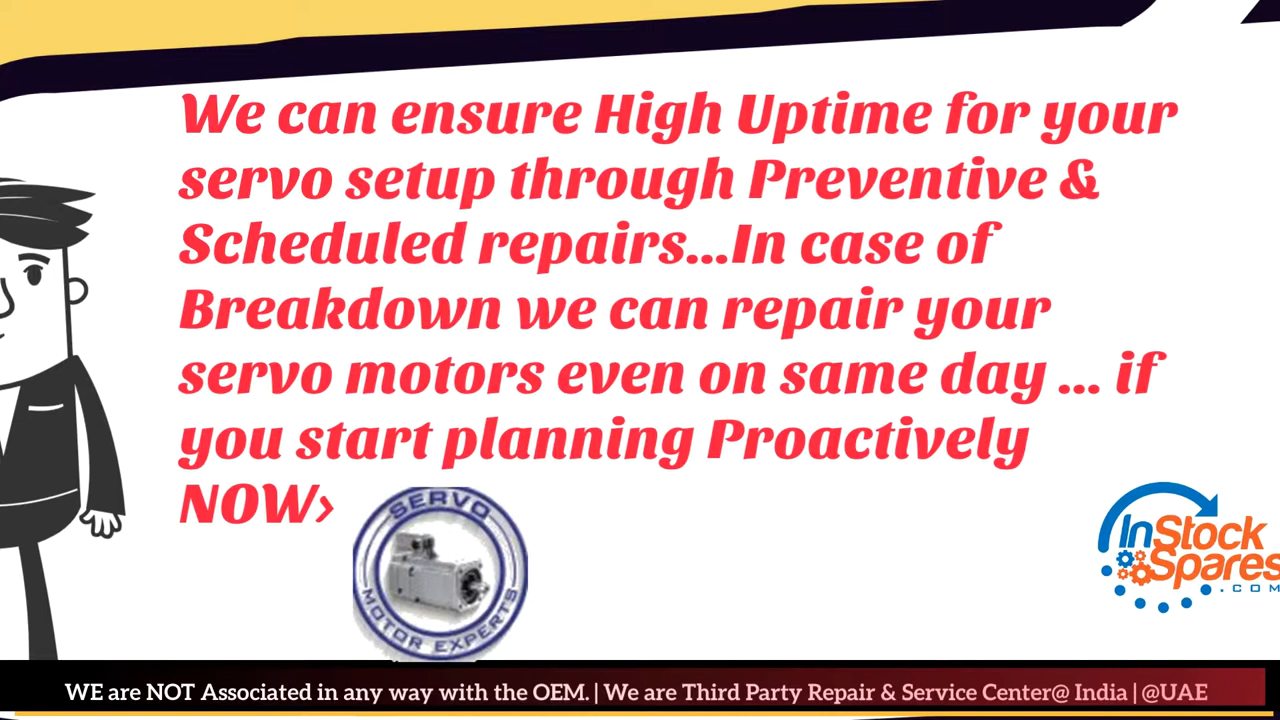 We can ensure High Uptime for your
servo setup through Preventive &
Scheduled repairs...In case of
Breakdown we can repair your
servo motors even on same day ... if
you start planning Proactively
NOW>
SERVO
MOTOR EXPERTS
InStock
Spares
.COM
WE are NOT Associated in any way with the OEM. | We are Third Party Repair & Service Center@ India | @UAE